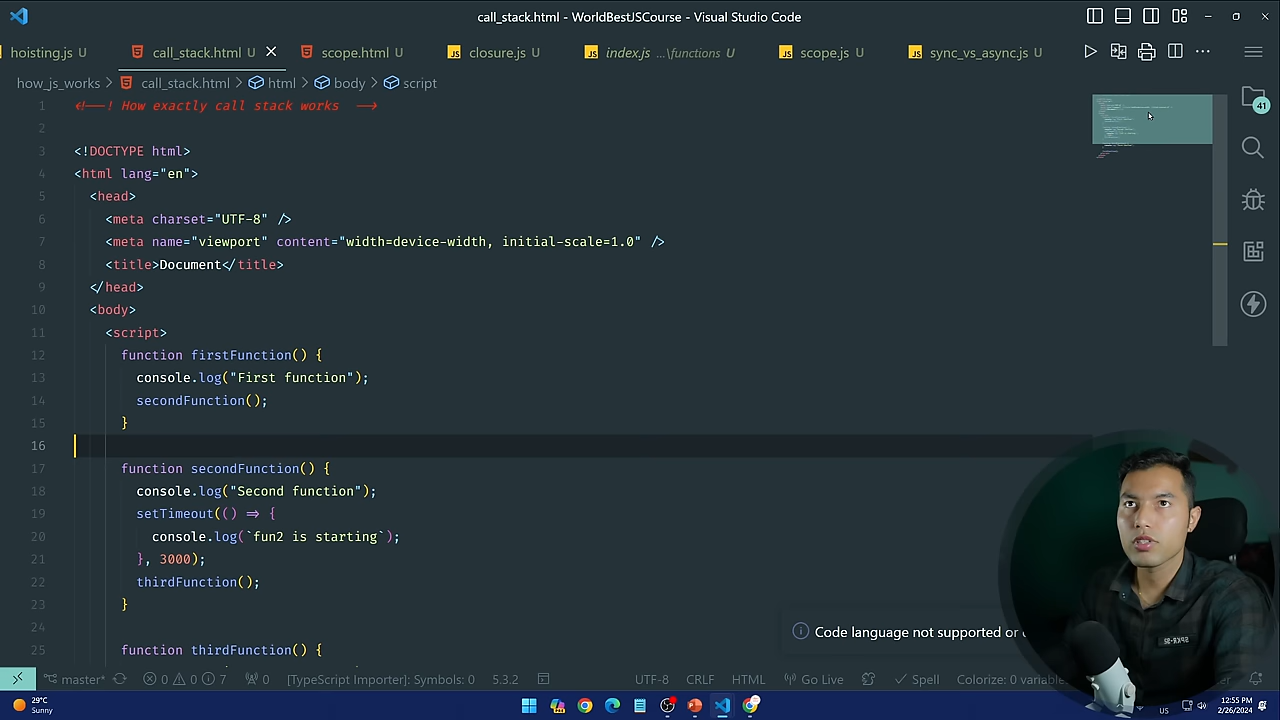 call_stack.html - WorldBestJSCourse - Visual Studio Code
hoisting.js U call_stack.html U scope.html U closure.js U index.js ...\functions U scope.js U sync_vs_async.js U
how_js_works > call_stack.html > html > body > script
1 <!--! How exactly call stack works -->
2
3 <!DOCTYPE html>
4 <html lang="en">
5 <head>
6 <meta charset="UTF-8" />
7 <meta name="viewport" content="width=device-width, initial-scale=1.0" />
8 <title>Document</title>
9 </head>
10 <body>
11 <script>
12 function firstFunction() {
13 console.log("First function");
14 secondFunction();
15 }
16
17 function secondFunction() {
18 console.log("Second function");
19 setTimeout(() => {
20 console.log(`fun2 is starting`);
21 }, 3000);
22 thirdFunction();
23 }
24
25 function thirdFunction() {
41
Code language not supported or
master* 0 0 7 0 [TypeScript Importer]: Symbols: 0 5.3.2 UTF-8 CRLF HTML Go Live Spell Colorize: 0 variable
29°C
Sunny
US
12:55 PM
2/26/2024